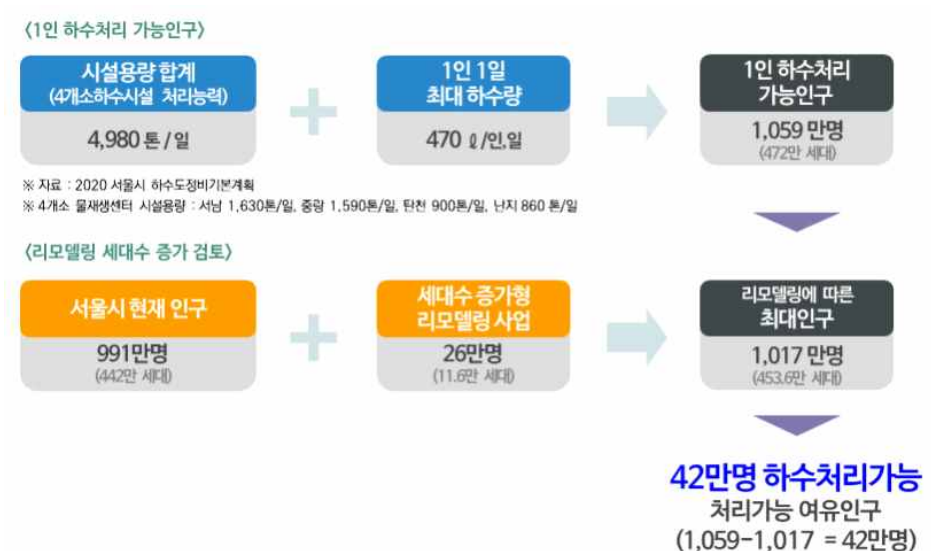 〈1인 하수처리 가능인구〉
시설용량 합계
(4개소하수시설 처리능력)
4,980 톤 / 일
+
1인 1일
최대 하수량
470 ℓ /인,일
1인 하수처리
가능인구
1,059 만명
(472만 세대)
※ 자료 : 2020 서울시 하수도정비기본계획
※ 4개소 물재생센터 시설용량 : 서남 1,630톤/일, 중랑 1,590톤/일, 탄천 900톤/일, 난지 860 톤/일
〈리모델링 세대수 증가 검토〉
서울시 현재 인구
991만명
(442만 세대)
+
세대수 증가형
리모델링 사업
26만명
(11.6만 세대)
리모델링에 따른
최대인구
1,017 만명
(453.6만 세대)
42만명 하수처리가능
처리가능 여유인구
(1,059-1,017 = 42만명)